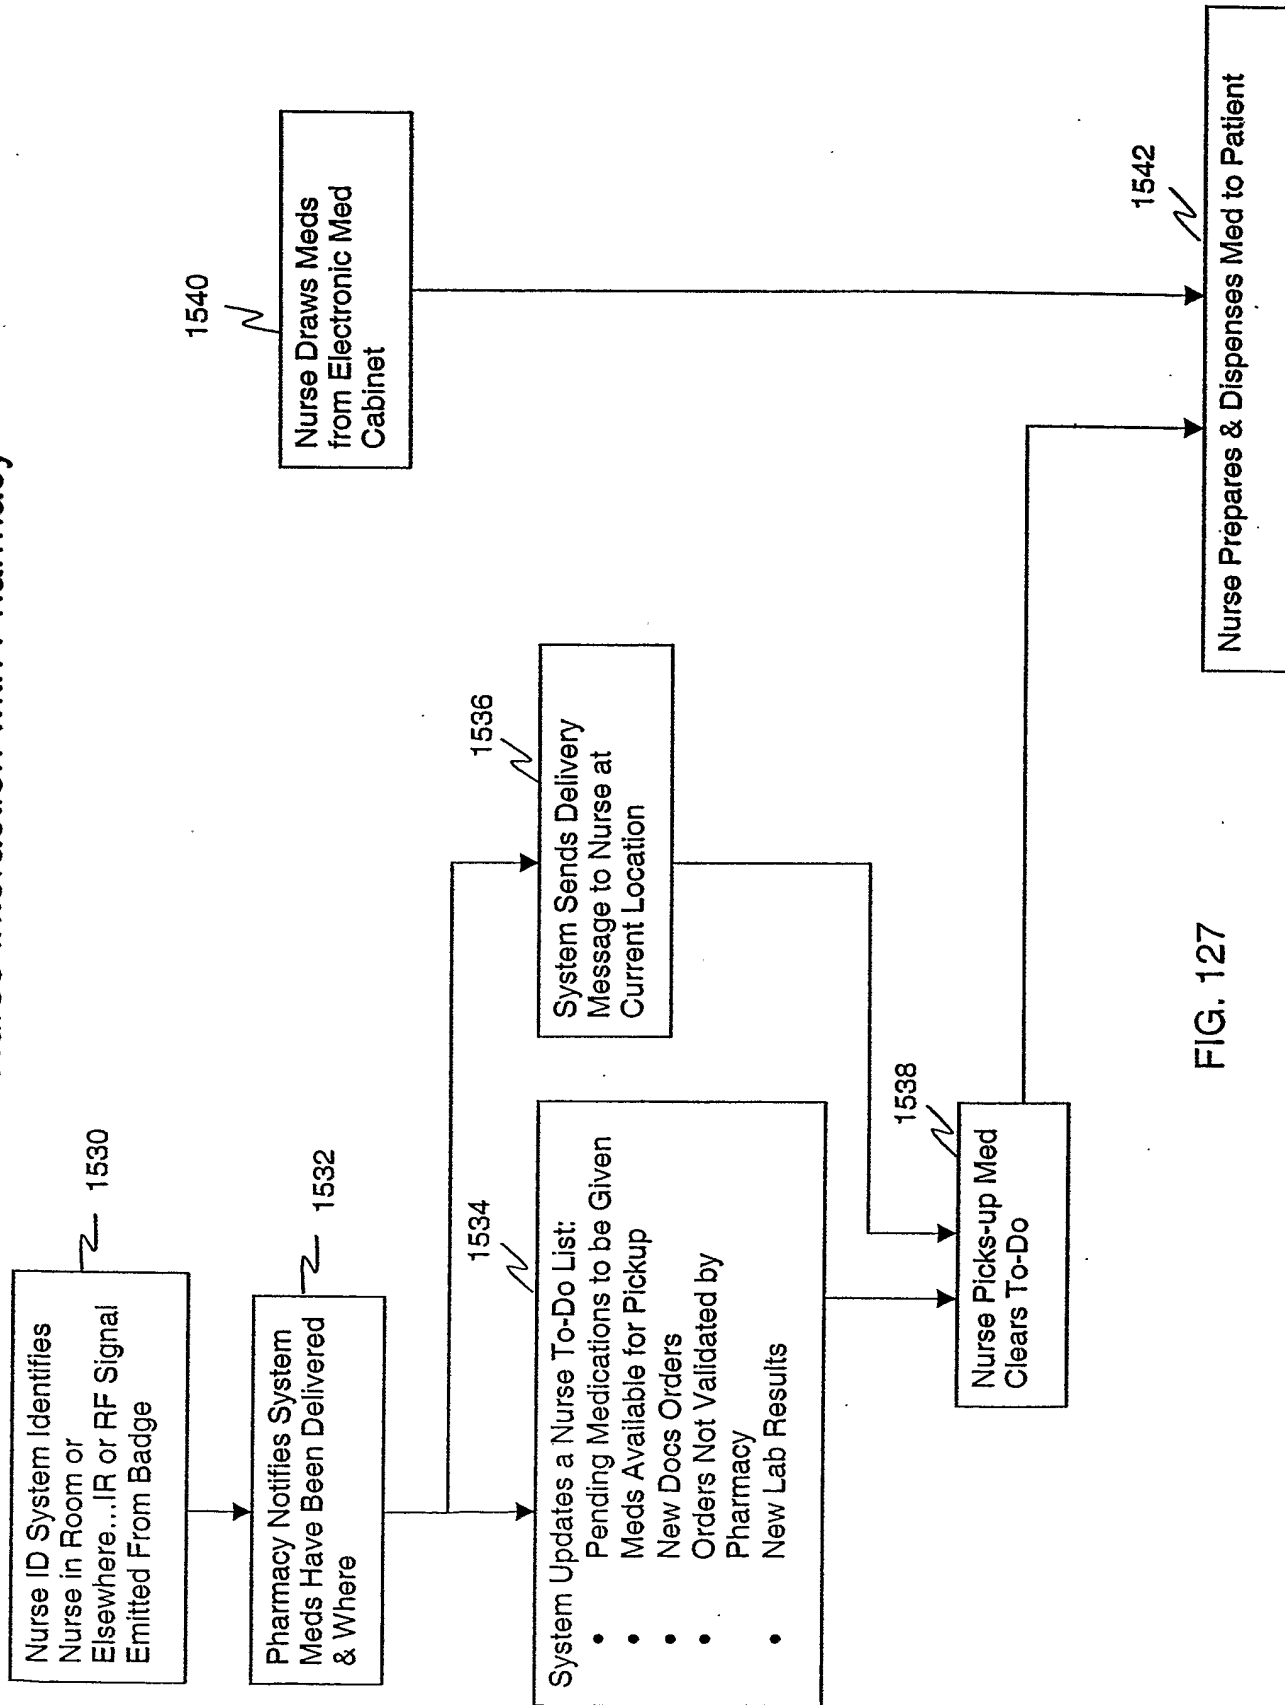 Nurse Interaction with Pharmacy
1530
Nurse ID System Identifies
Nurse in Room or
Elsewhere...IR or RF Signal
Emitted From Badge
1532
Pharmacy Notifies System
Meds Have Been Delivered
& Where
1534
System Updates a Nurse To-Do List:
• Pending Medications to be Given
• Meds Available for Pickup
• New Docs Orders
• Orders Not Validated by
Pharmacy
• New Lab Results
1536
System Sends Delivery
Message to Nurse at
Current Location
1538
Nurse Picks-up Med
Clears To-Do
1540
Nurse Draws Meds
from Electronic Med
Cabinet
1542
Nurse Prepares & Dispenses Med to Patient
FIG. 127